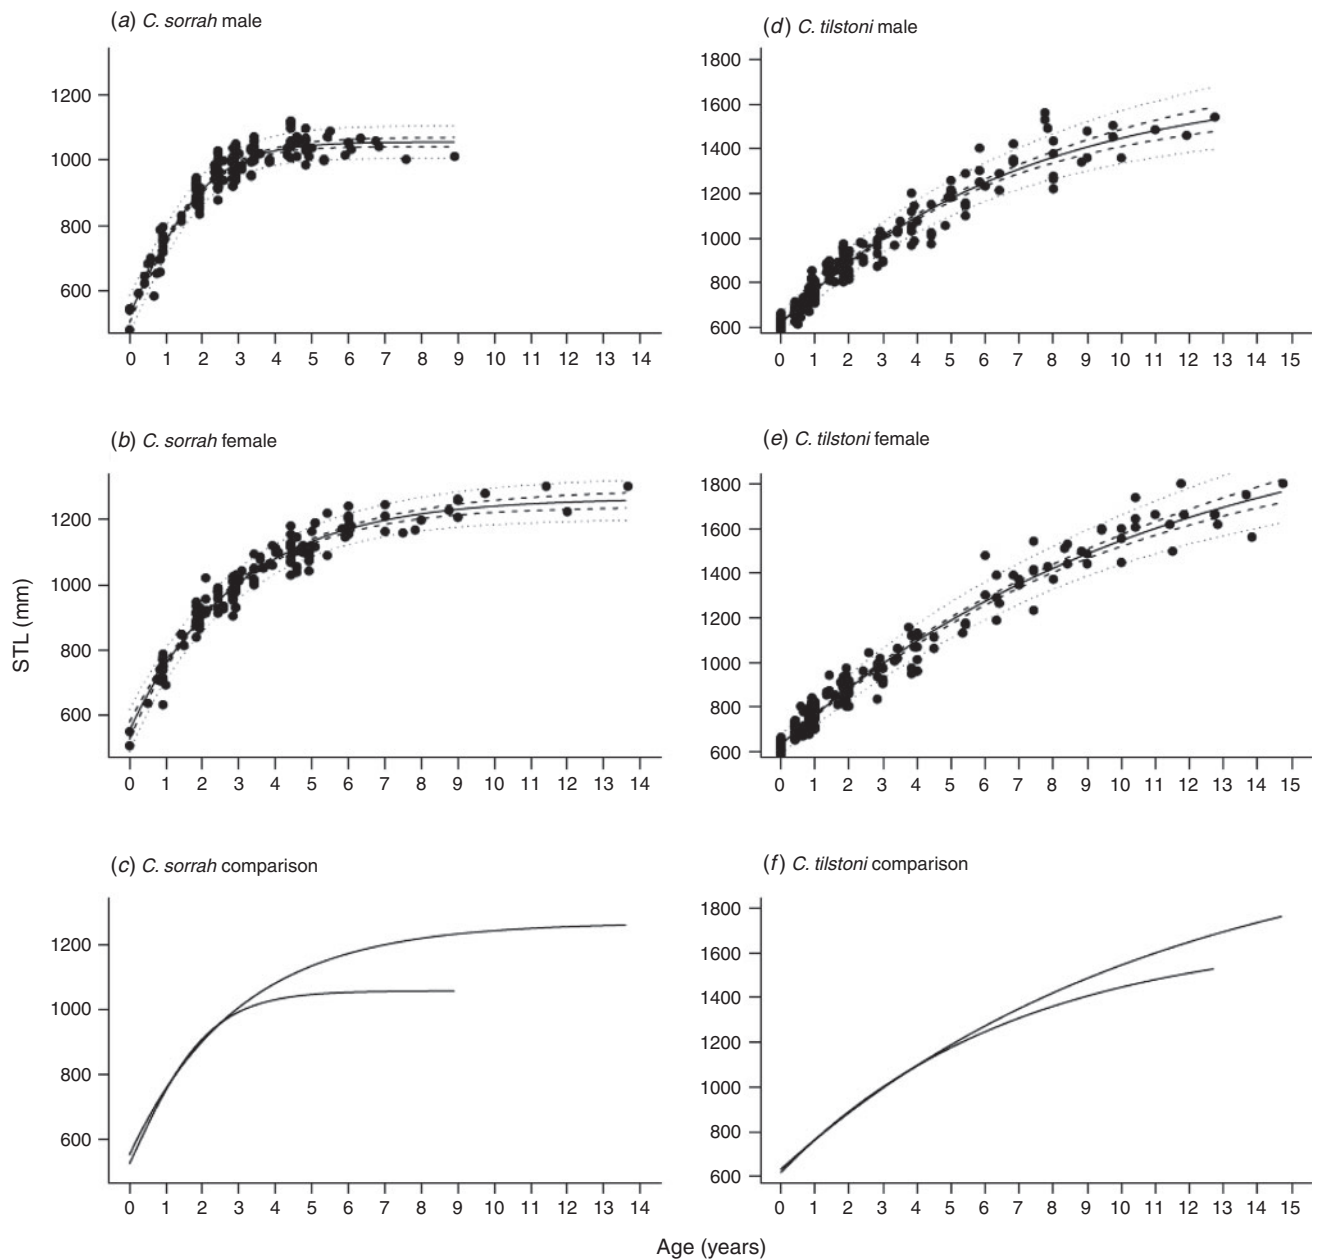 (a) C. sorrah male
1200
1000
800
600
0 1 2 3 4 5 6 7 8 9 10 11 12 13 14
(d) C. tilstoni male
1800
1600
1400
1200
1000
800
600
0 1 2 3 4 5 6 7 8 9 10 11 12 13 15
(b) C. sorrah female
1200
1000
800
600
0 1 2 3 4 5 6 7 8 9 10 11 12 13 14
(e) C. tilstoni female
1800
1600
1400
1200
1000
800
600
0 1 2 3 4 5 6 7 8 9 10 11 12 13 14 15
(c) C. sorrah comparison
1200
1000
800
600
0 1 2 3 4 5 6 7 8 9 10 11 12 13 14
(f) C. tilstoni comparison
1800
1600
1400
1200
1000
800
600
0 1 2 3 4 5 6 7 8 9 10 11 12 13 14 15
STL (mm)
Age (years)